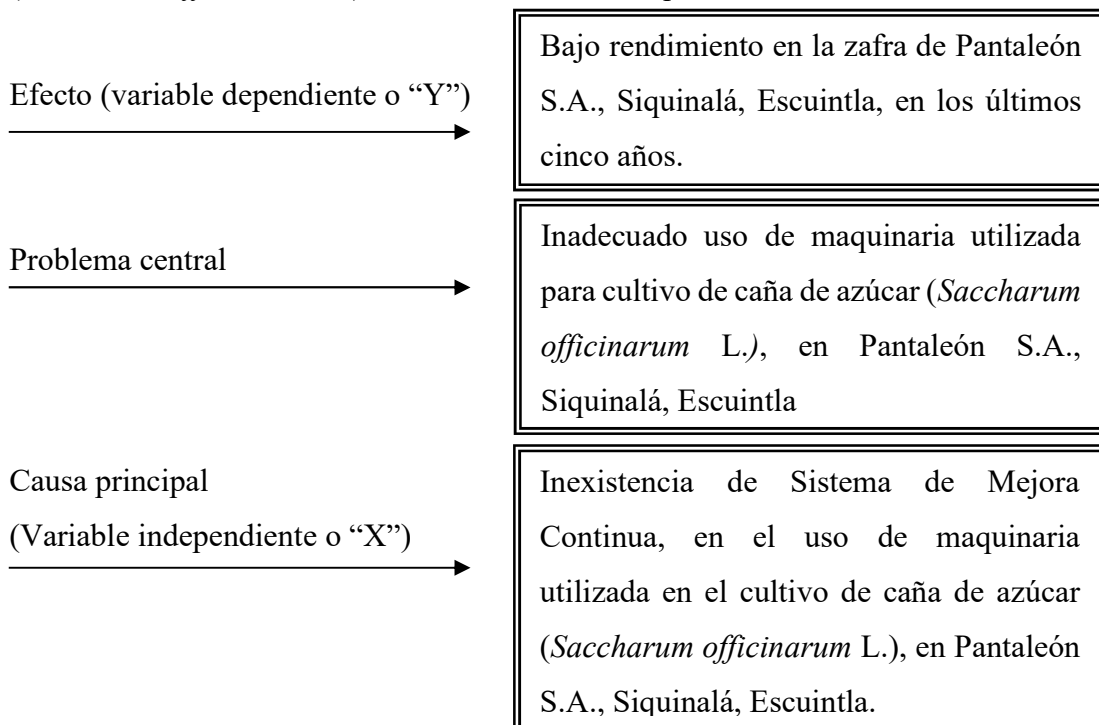 Efecto (variable dependiente o “Y”)
Bajo rendimiento en la zafra de Pantaleón
S.A., Siquinalá, Escuintla, en los últimos
cinco años.
Problema central
Inadecuado uso de maquinaria utilizada
para cultivo de caña de azúcar (Saccharum
officinarum L.), en Pantaleón S.A.,
Siquinalá, Escuintla
Causa principal
(Variable independiente o “X”)
Inexistencia de Sistema de Mejora
Continua, en el uso de maquinaria
utilizada en el cultivo de caña de azúcar
(Saccharum officinarum L.), en Pantaleón
S.A., Siquinalá, Escuintla.